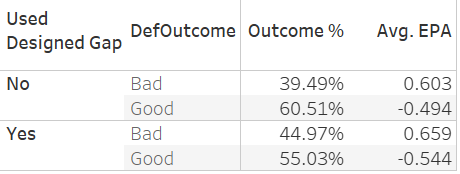 Used
Designed Gap DefOutcome Outcome % Avg. EPA
No Bad 39.49% 0.603
Good 60.51% -0.494
Yes Bad 44.97% 0.659
Good 55.03% -0.544